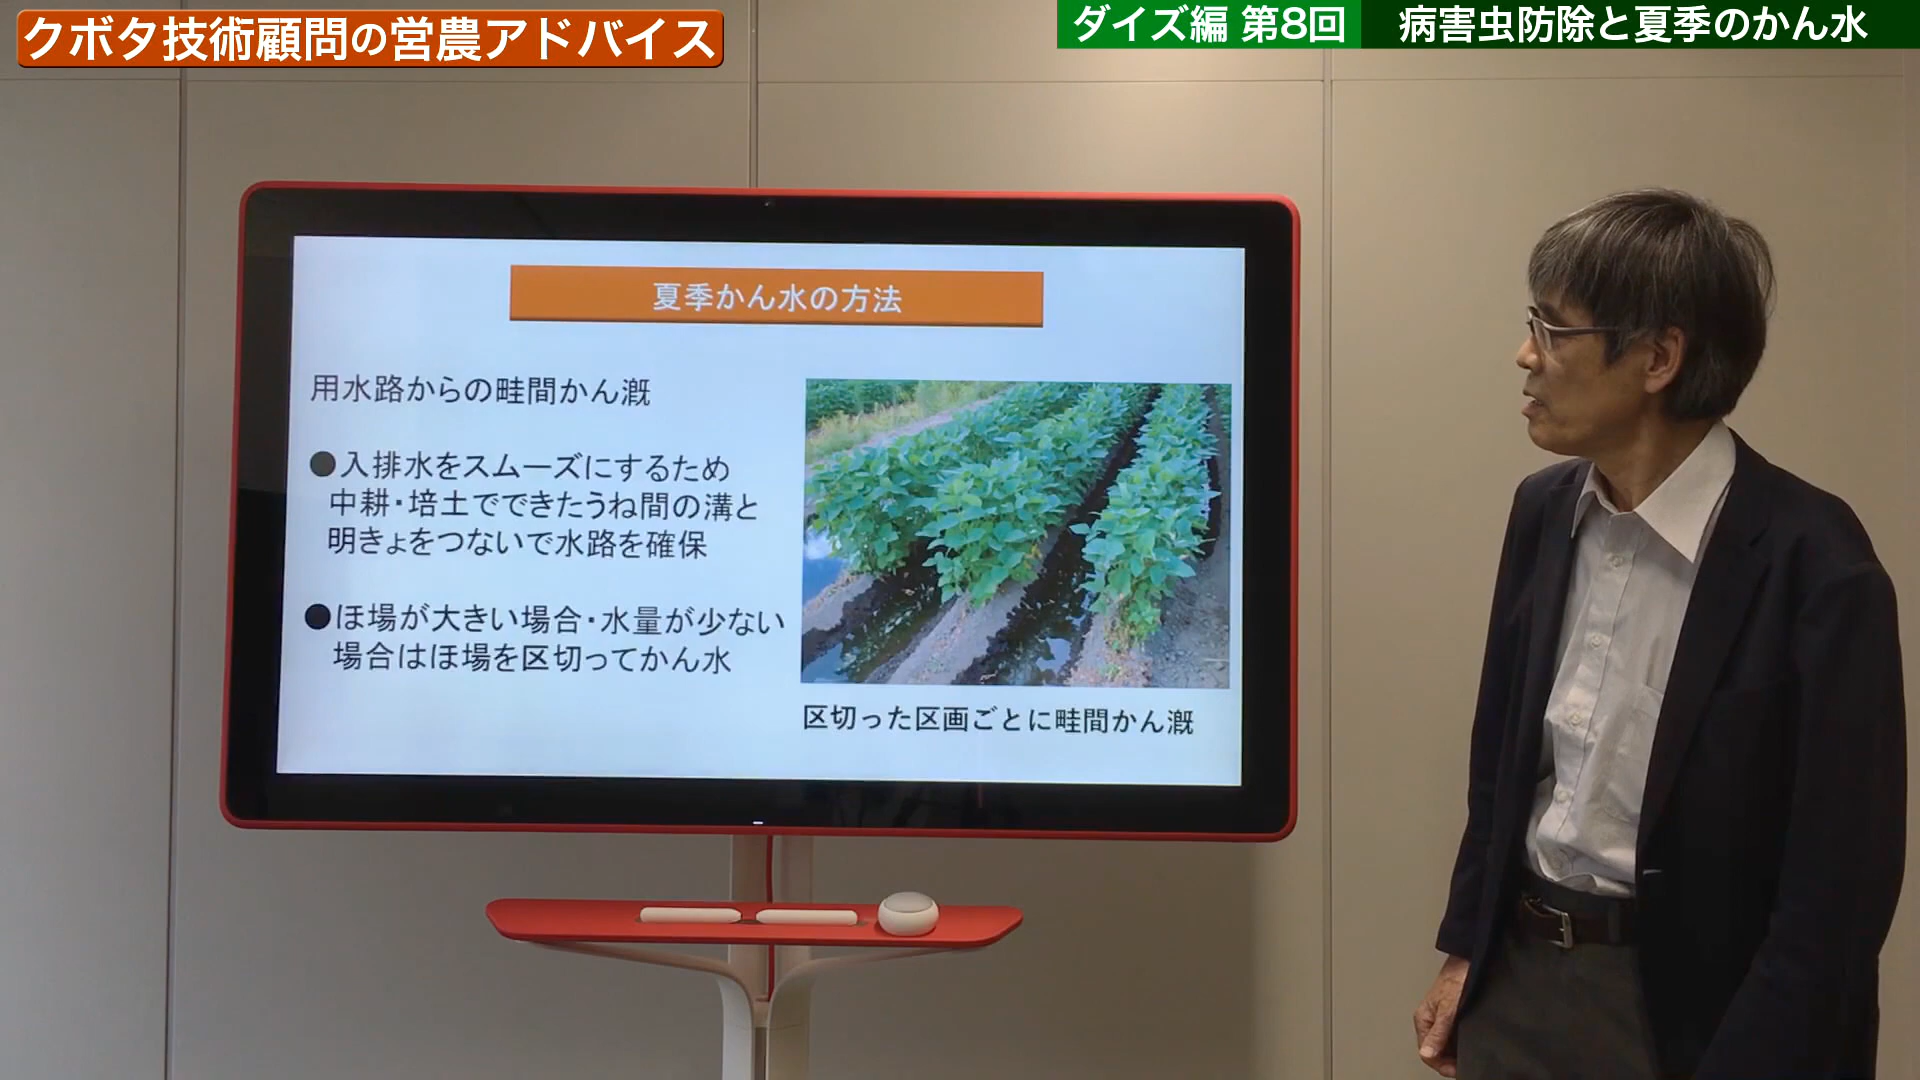 クボタ技術顧問の営農アドバイス
ダイズ編 第8回 病害虫防除と夏季のかん水
夏季かん水の方法
用水路からの畦間かん漑
●入排水をスムーズにするため
中耕・培土でできたうね間の溝と
明きょをつないで水路を確保
●ほ場が大きい場合・水量が少ない
場合はほ場を区切ってかん水
区切った区画ごとに畦間かん漑